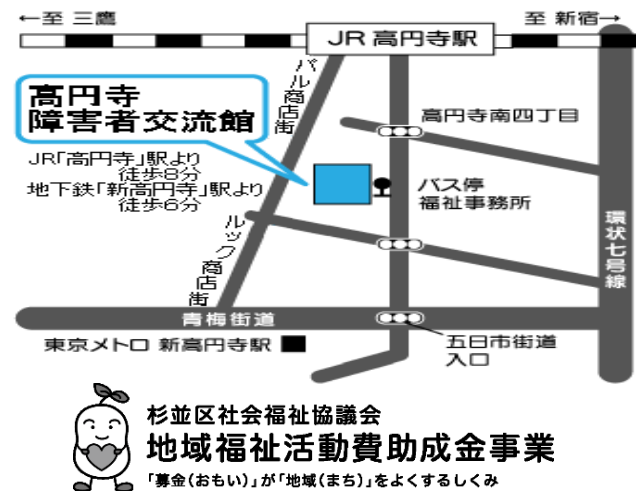 ←至 三鷹
至 新宿→
JR 高円寺駅
パル商店街
高円寺
障害者交流館
高円寺南四丁目
JR「高円寺」駅より
徒歩8分
地下鉄「新高円寺」駅より
徒歩6分
バス停
福祉事務所
ルック商店街
環状七号線
青梅街道
東京メトロ 新高円寺駅
五日市街道
入口
杉並区社会福祉協議会
地域福祉活動費助成金事業
「募金(おもい)」が「地域(まち)」をよくするしくみ